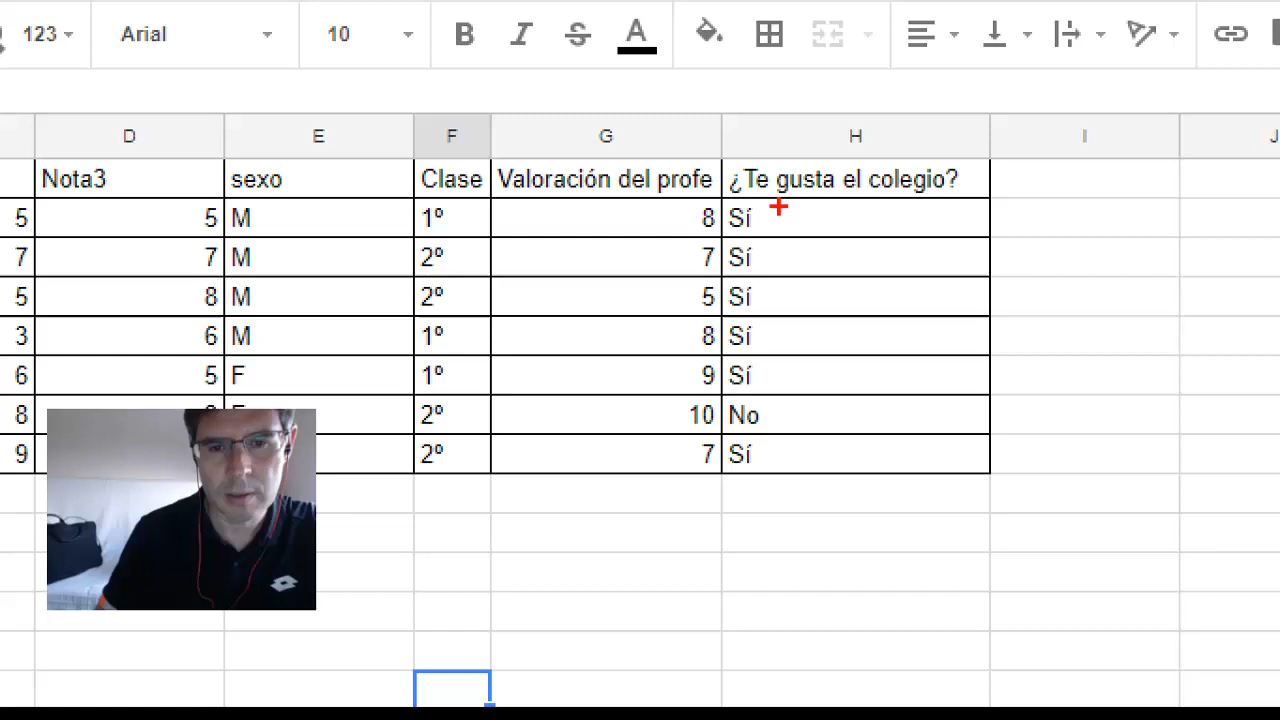 123 Arial 10 B I S A
D E F G H I J
Nota3 sexo Clase Valoración del profe ¿Te gusta el colegio?
5 5 M 1º 8 Sí
7 7 M 2º 7 Sí
5 8 M 2º 5 Sí
3 6 M 1º 8 Sí
6 5 F 1º 9 Sí
8 2º 10 No
9 2º 7 Sí